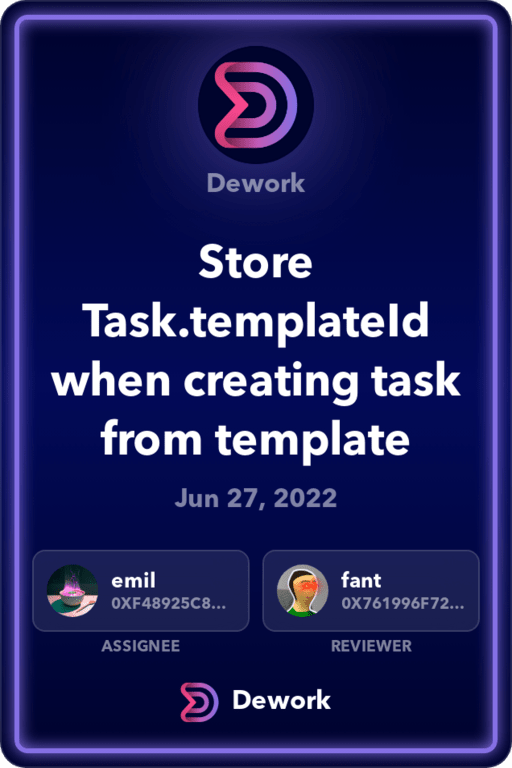 Dework
Store
Task.templateId
when creating task
from template
Jun 27, 2022
emil
0XF48925C8...
fant
0X761996F72...
ASSIGNEE
REVIEWER
Dework